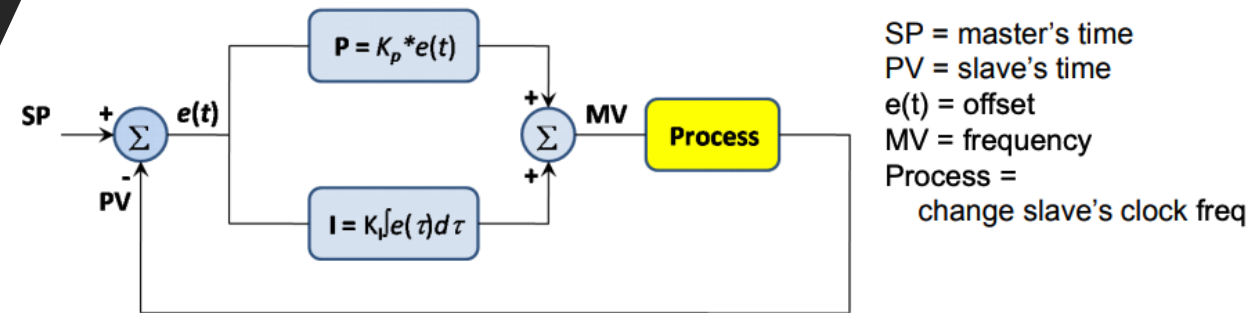 P = Kₚ*e(t)
SP
+
Σ
e(t)
-
PV
I = Kᵢ∫e(τ)dτ
+
Σ
+
MV
Process
SP = master's time
PV = slave's time
e(t) = offset
MV = frequency
Process =
change slave's clock freq